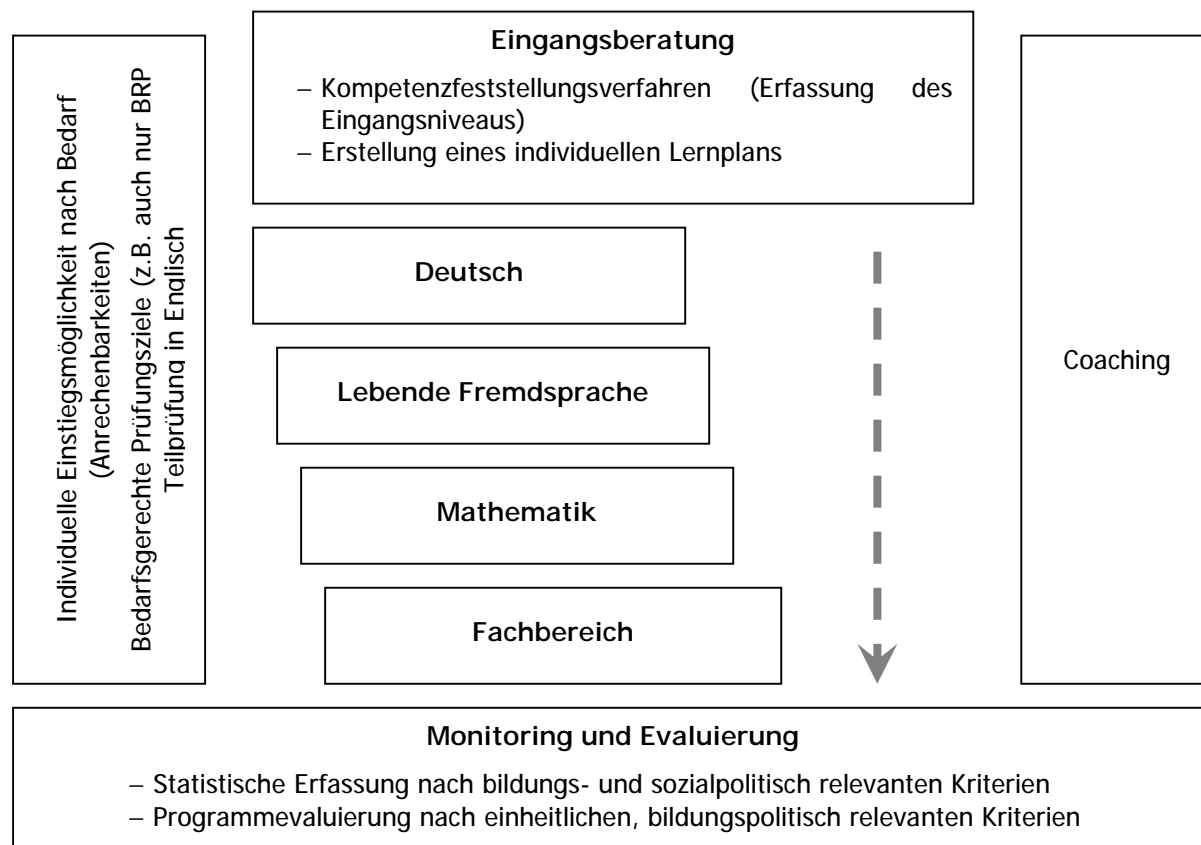 Eingangsberatung
– Kompetenzfeststellungsverfahren (Erfassung des
Eingangsniveaus)
– Erstellung eines individuellen Lernplans
Individuelle Einstiegsmöglichkeit nach Bedarf
(Anrechenbarkeiten)
Bedarfsgerechte Prüfungsziele (z.B. auch nur BRP
Teilprüfung in Englisch
Deutsch
Lebende Fremdsprache
Mathematik
Fachbereich
Coaching
Monitoring und Evaluierung
– Statistische Erfassung nach bildungs- und sozialpolitisch relevanten Kriterien
– Programmevaluierung nach einheitlichen, bildungspolitisch relevanten Kriterien